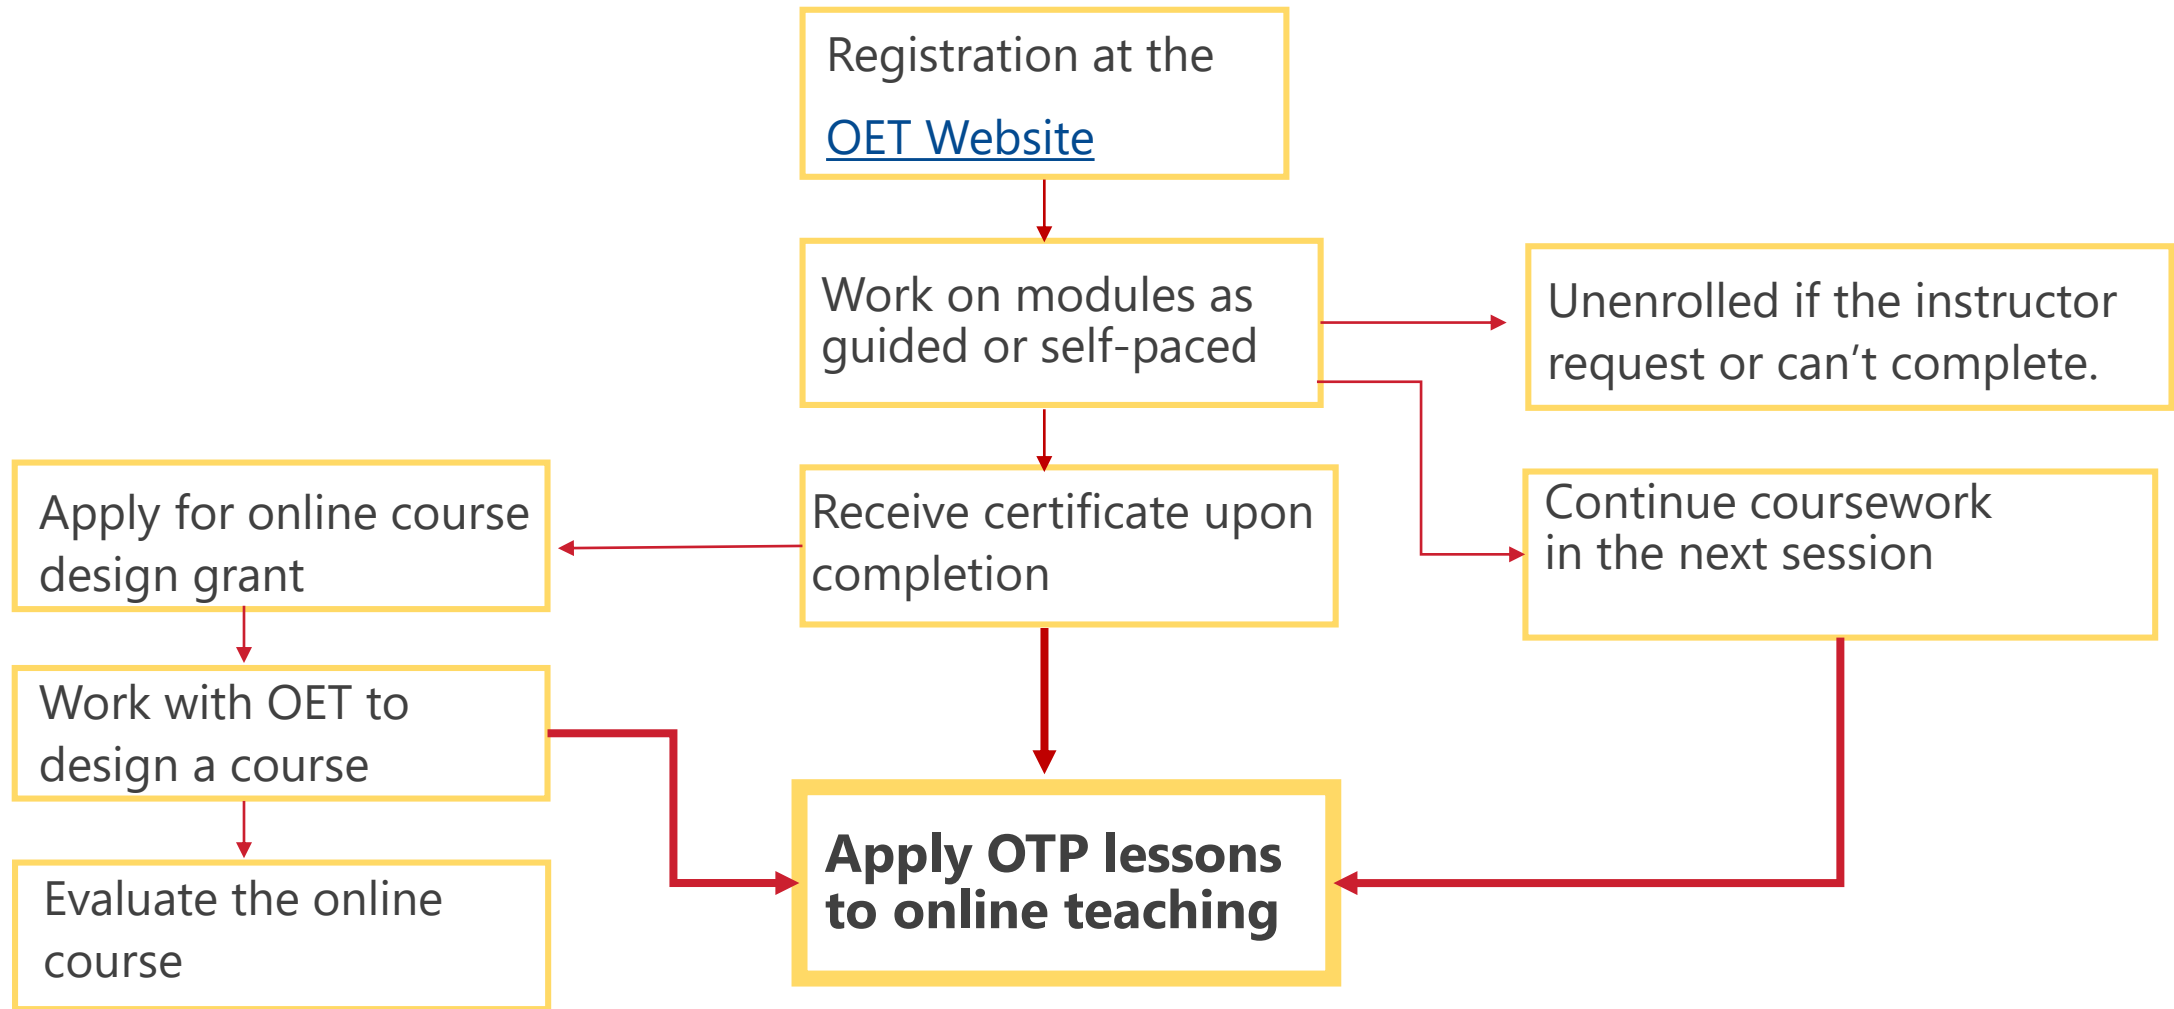 Registration at the
OET Website
Work on modules as
guided or self-paced
Unenrolled if the instructor
request or can’t complete.
Apply for online course
design grant
Receive certificate upon
completion
Continue coursework
in the next session
Work with OET to
design a course
Apply OTP lessons
to online teaching
Evaluate the online
course